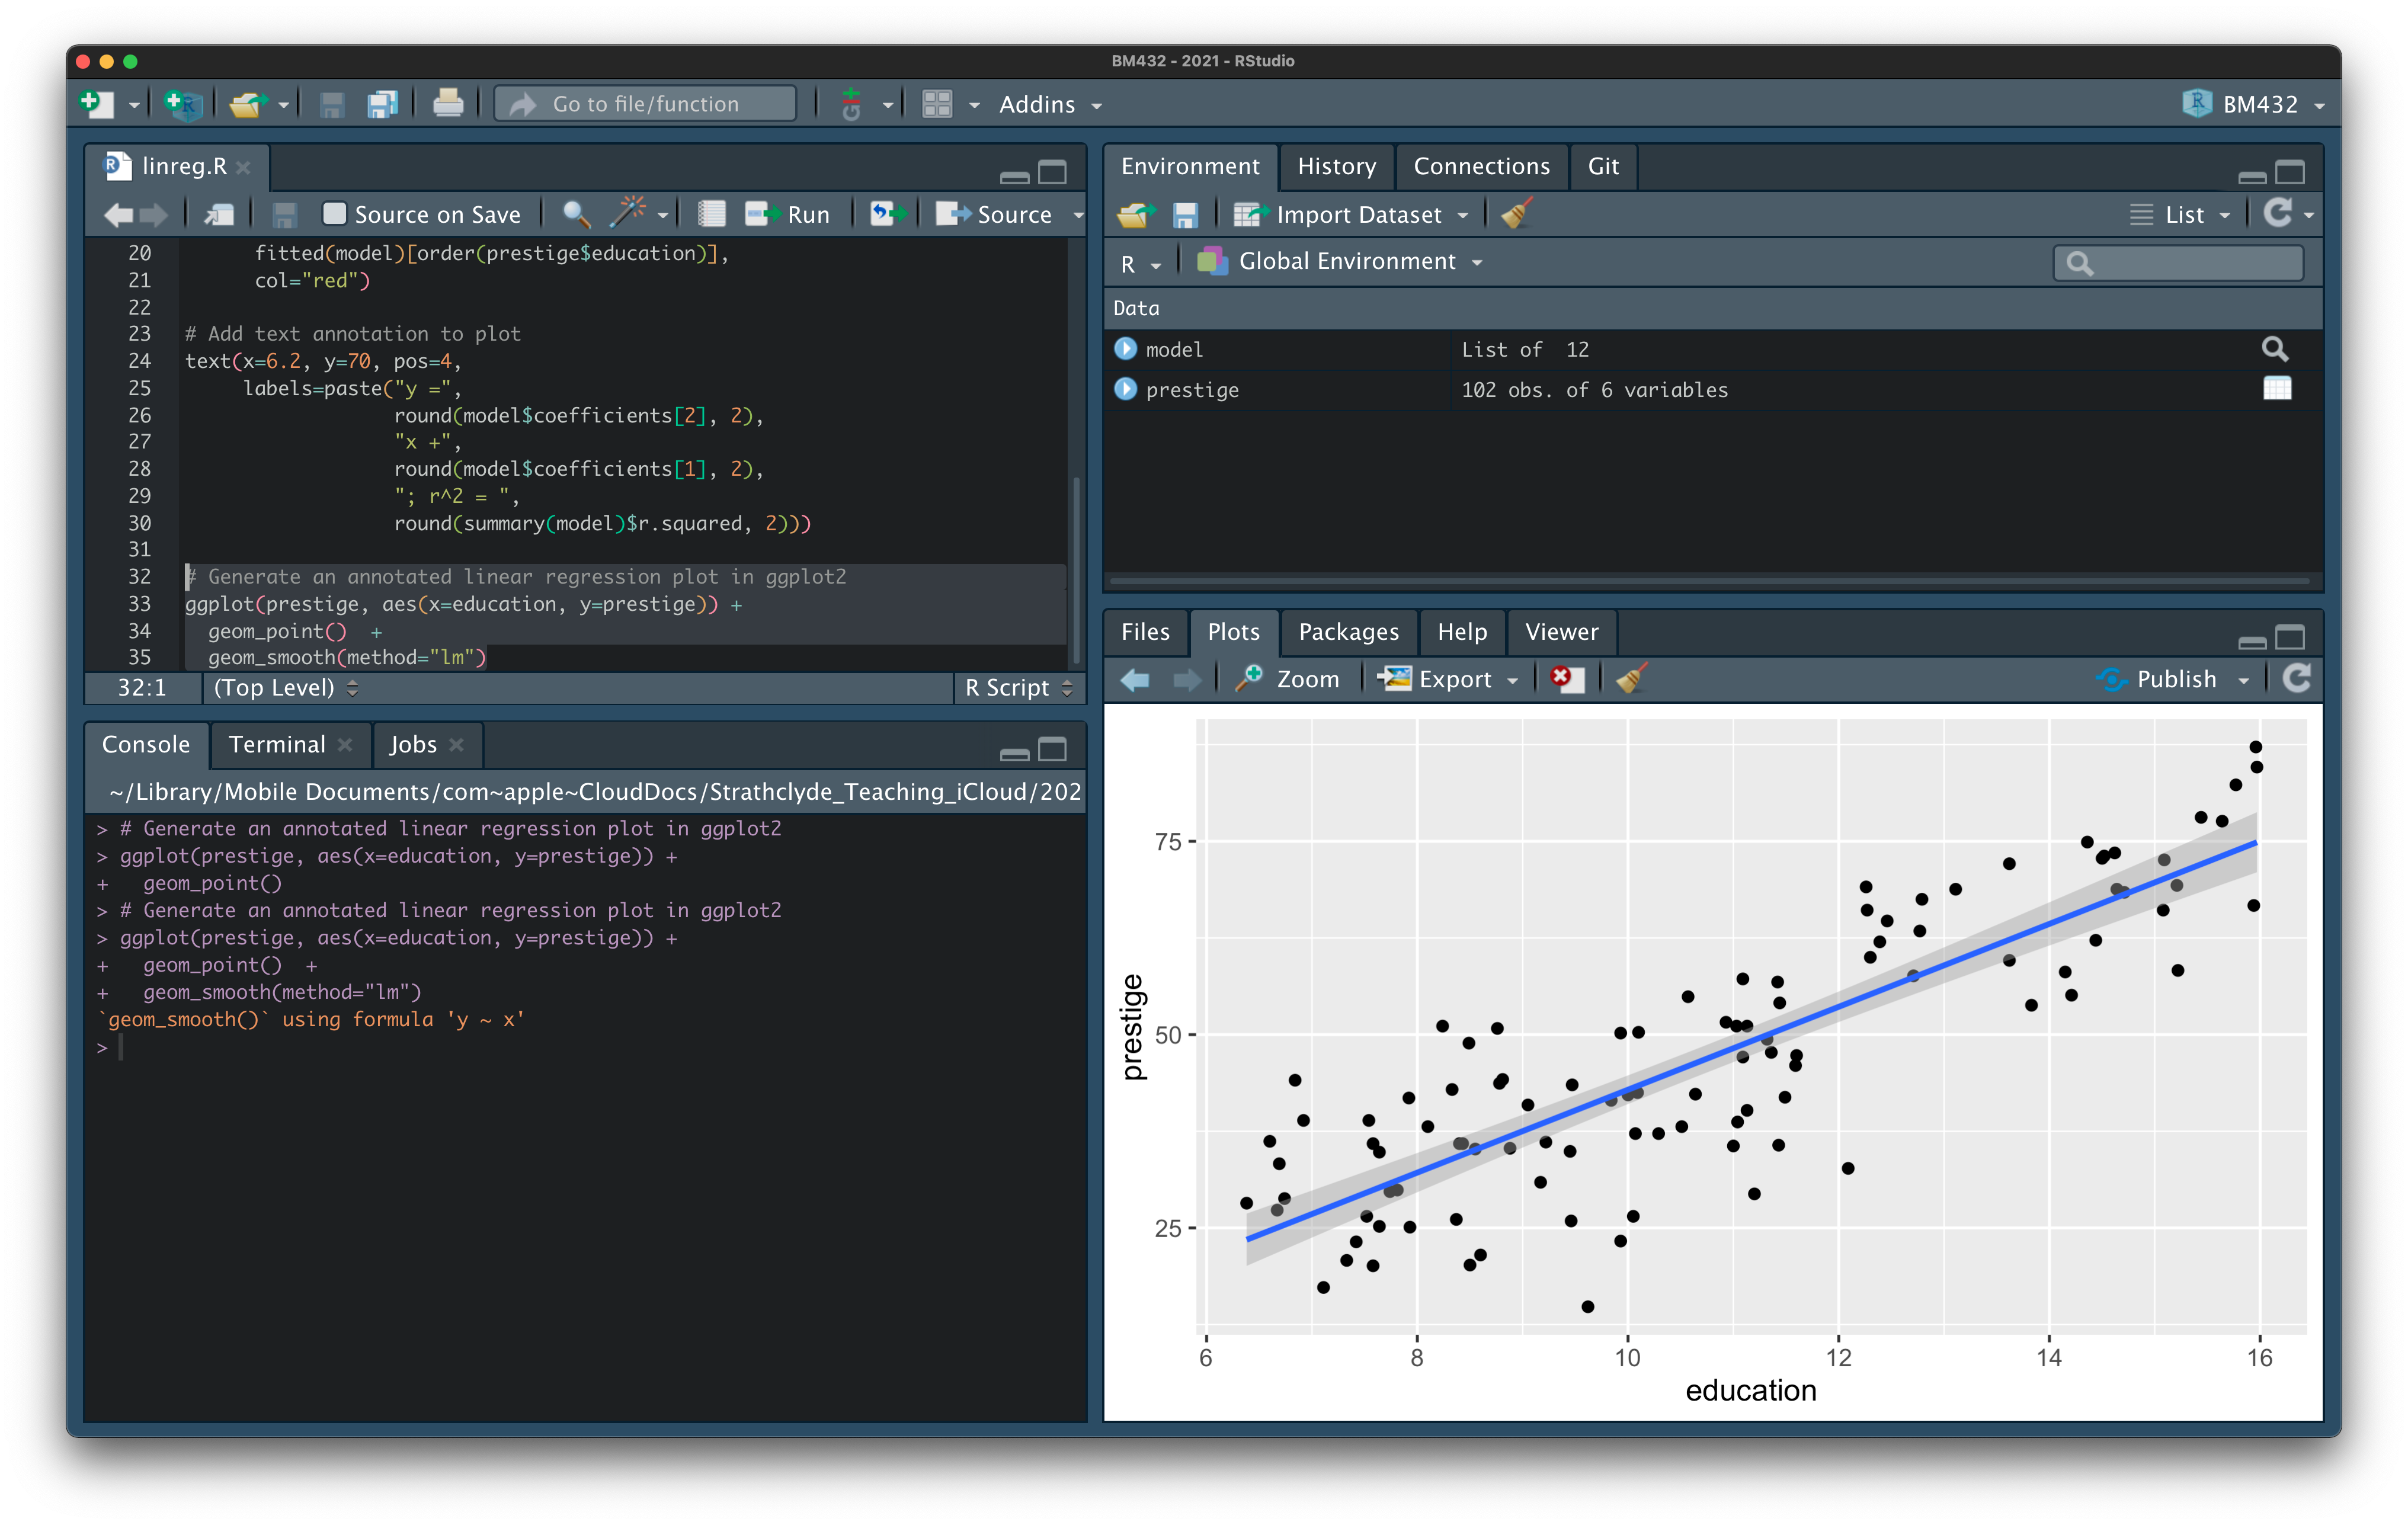 BM432 - 2021 - RStudio
Go to file/function
Git
Addins
BM432
linreg.R
Source on Save
Run
Source
20 fitted(model)[order(prestige$education)],
21 col="red")
22
23 # Add text annotation to plot
24 text(x=6.2, y=70, pos=4,
25 labels=paste("y =",
26 round(model$coefficients[2], 2),
27 "x +",
28 round(model$coefficients[1], 2),
29 "; r^2 = ",
30 round(summary(model)$r.squared, 2)))
31
32 # Generate an annotated linear regression plot in ggplot2
33 ggplot(prestige, aes(x=education, y=prestige)) +
34 geom_point()  +
35 geom_smooth(method="lm")
32:1 (Top Level) R Script
Console Terminal Jobs
~/Library/Mobile Documents/com~apple~CloudDocs/Strathclyde_Teaching_iCloud/202
> # Generate an annotated linear regression plot in ggplot2
> ggplot(prestige, aes(x=education, y=prestige)) +
+   geom_point()
> # Generate an annotated linear regression plot in ggplot2
> ggplot(prestige, aes(x=education, y=prestige)) +
+   geom_point()  +
+   geom_smooth(method="lm")
`geom_smooth()` using formula 'y ~ x'
>
Environment History Connections Git
Import Dataset List
R Global Environment
Data
model List of  12
prestige 102 obs. of 6 variables
Files Plots Packages Help Viewer
Zoom Export Publish
75
50
25
prestige
6 8 10 12 14 16
education